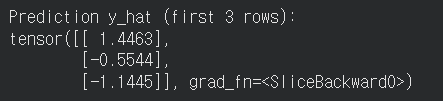 Prediction y_hat (first 3 rows):
tensor([[ 1.4463],
        [-0.5544],
        [-1.1445]], grad_fn=<SliceBackward0>)